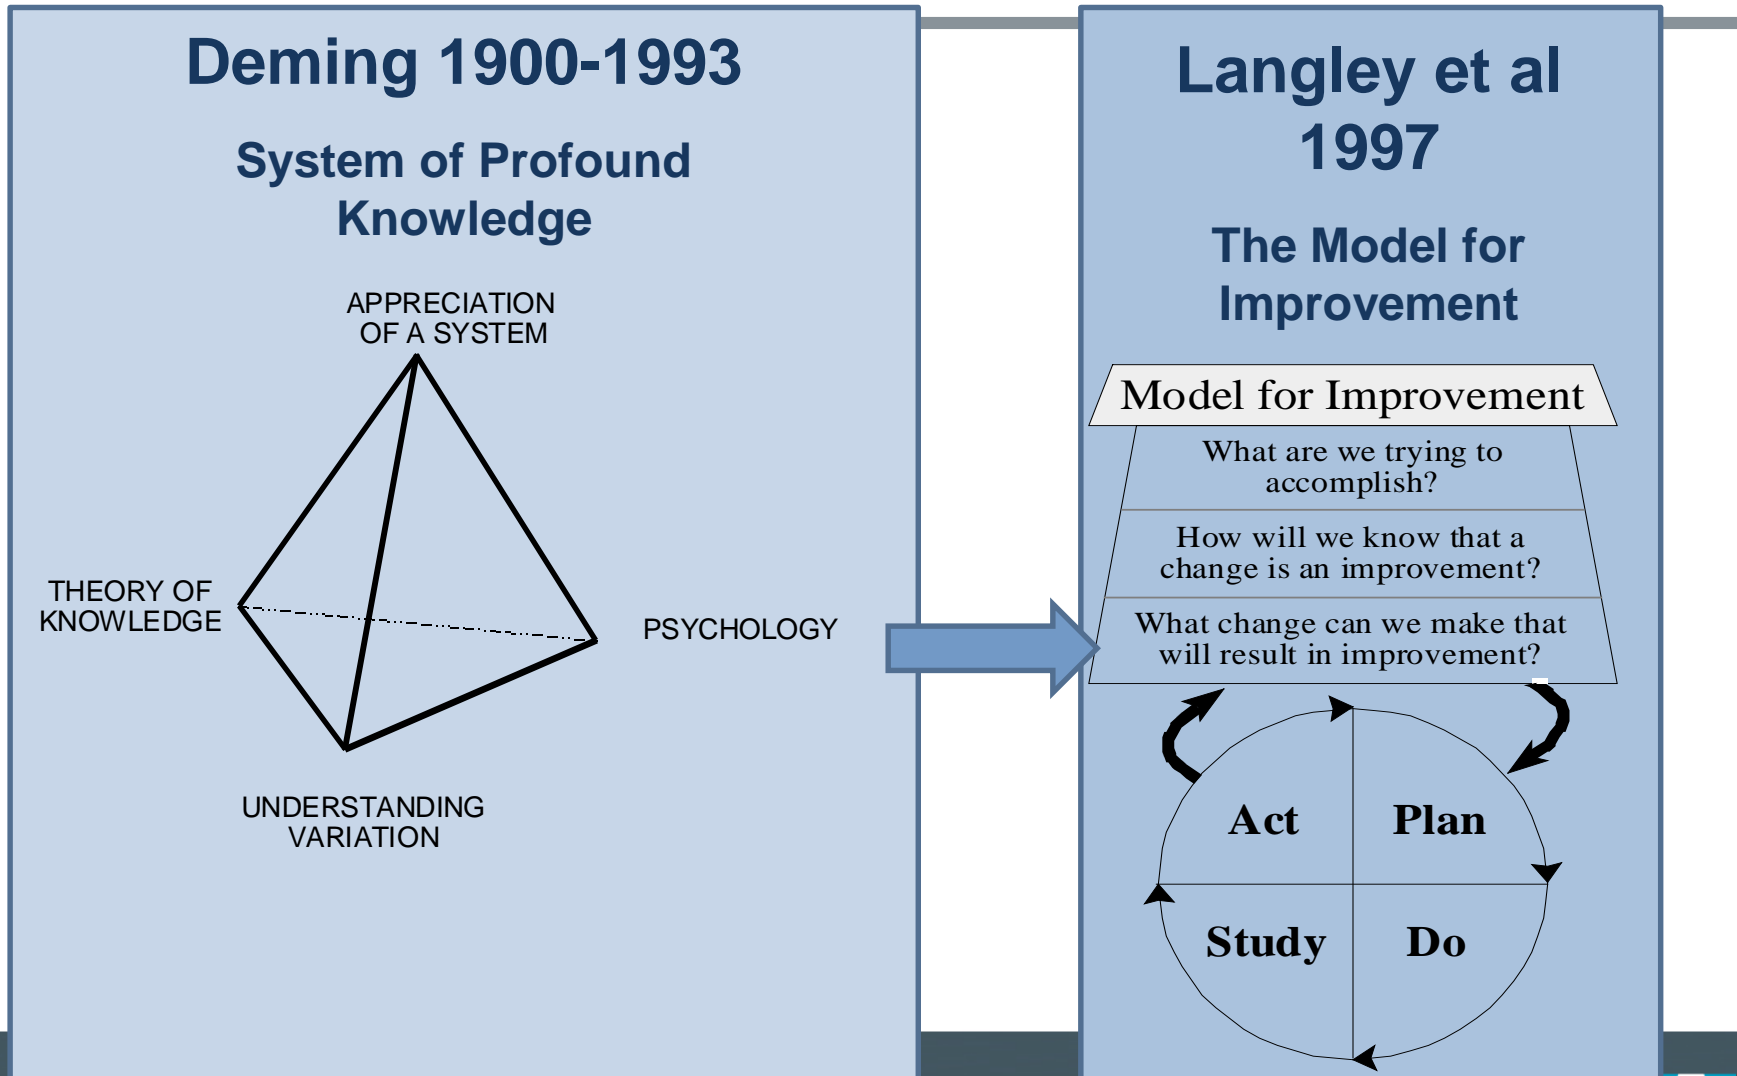 Deming 1900-1993
System of Profound
Knowledge
APPRECIATION
OF A SYSTEM
THEORY OF
KNOWLEDGE
PSYCHOLOGY
UNDERSTANDING
VARIATION
Langley et al
1997
The Model for
Improvement
Model for Improvement
What are we trying to
accomplish?
How will we know that a
change is an improvement?
What change can we make that
will result in improvement?
Act
Plan
Study
Do